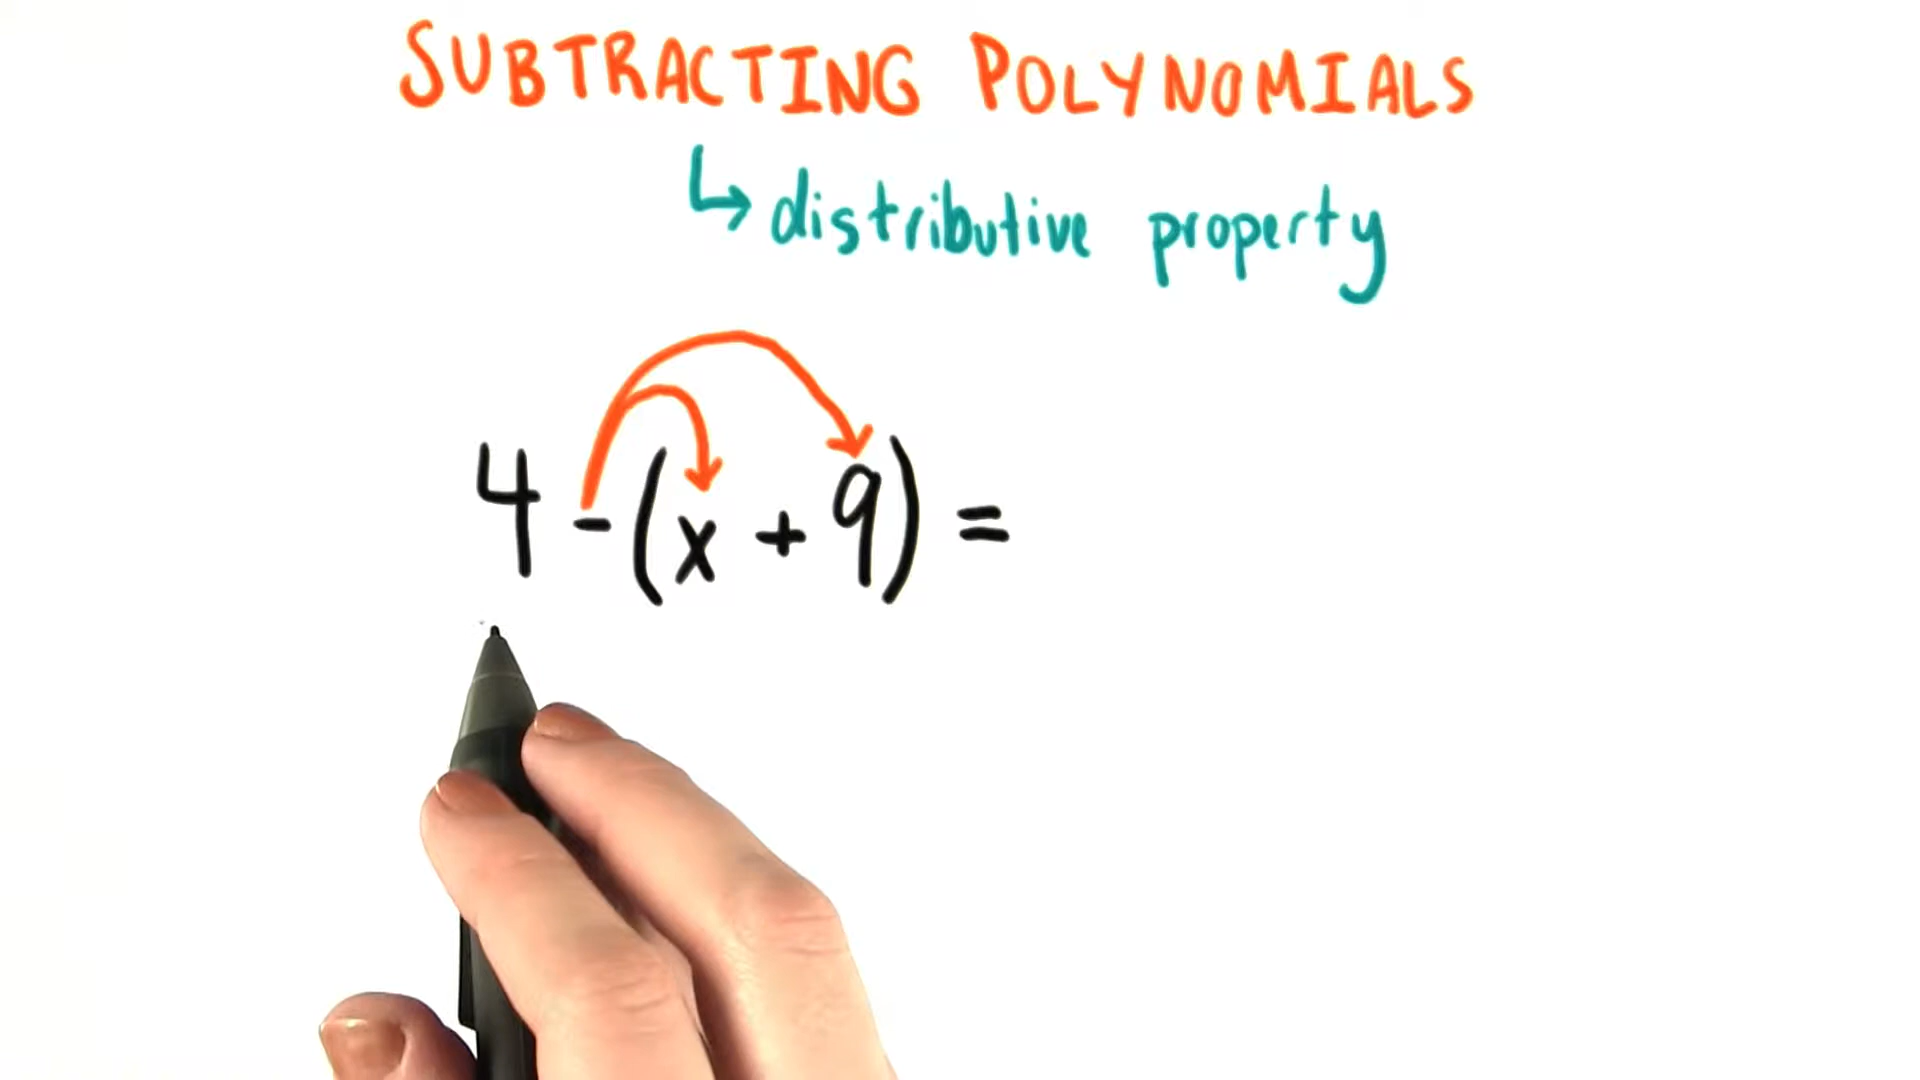 SUBTRACTING POLYNOMIALS
↳ distributive property
4 - (x + 9) =